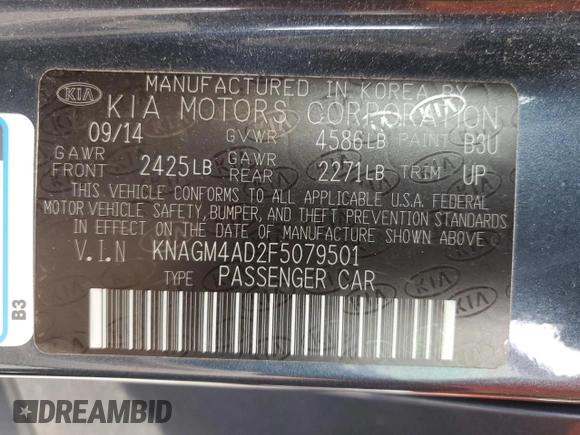 MANUFACTURED IN KOREA BY
KIA KIA MOTORS CORPORATION
09/14 GVWR 4586LB PAINT B3U
GAWR FRONT 2425LB GAWR REAR 2271LB TRIM UP
THIS VEHICLE CONFORMS TO ALL APPLICABLE U.S.A. FEDERAL
MOTOR VEHICLE SAFETY, BUMPER, AND THEFT PREVENTION STANDARDS
IN EFFECT ON THE DATE OF MANUFACTURE SHOWN ABOVE.
V.I.N KNAGM4AD2F5079501
TYPE PASSENGER CAR
B3
DREAMBID